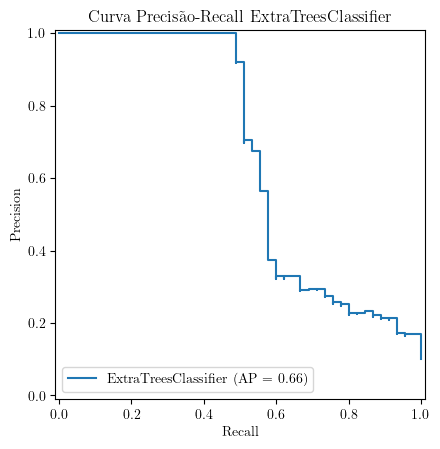 Curva Precisão-Recall ExtraTreesClassifier
1.0
0.8
0.6
0.4
0.2
0.0
Precision
ExtraTreesClassifier (AP = 0.66)
0.0 0.2 0.4 0.6 0.8 1.0
Recall